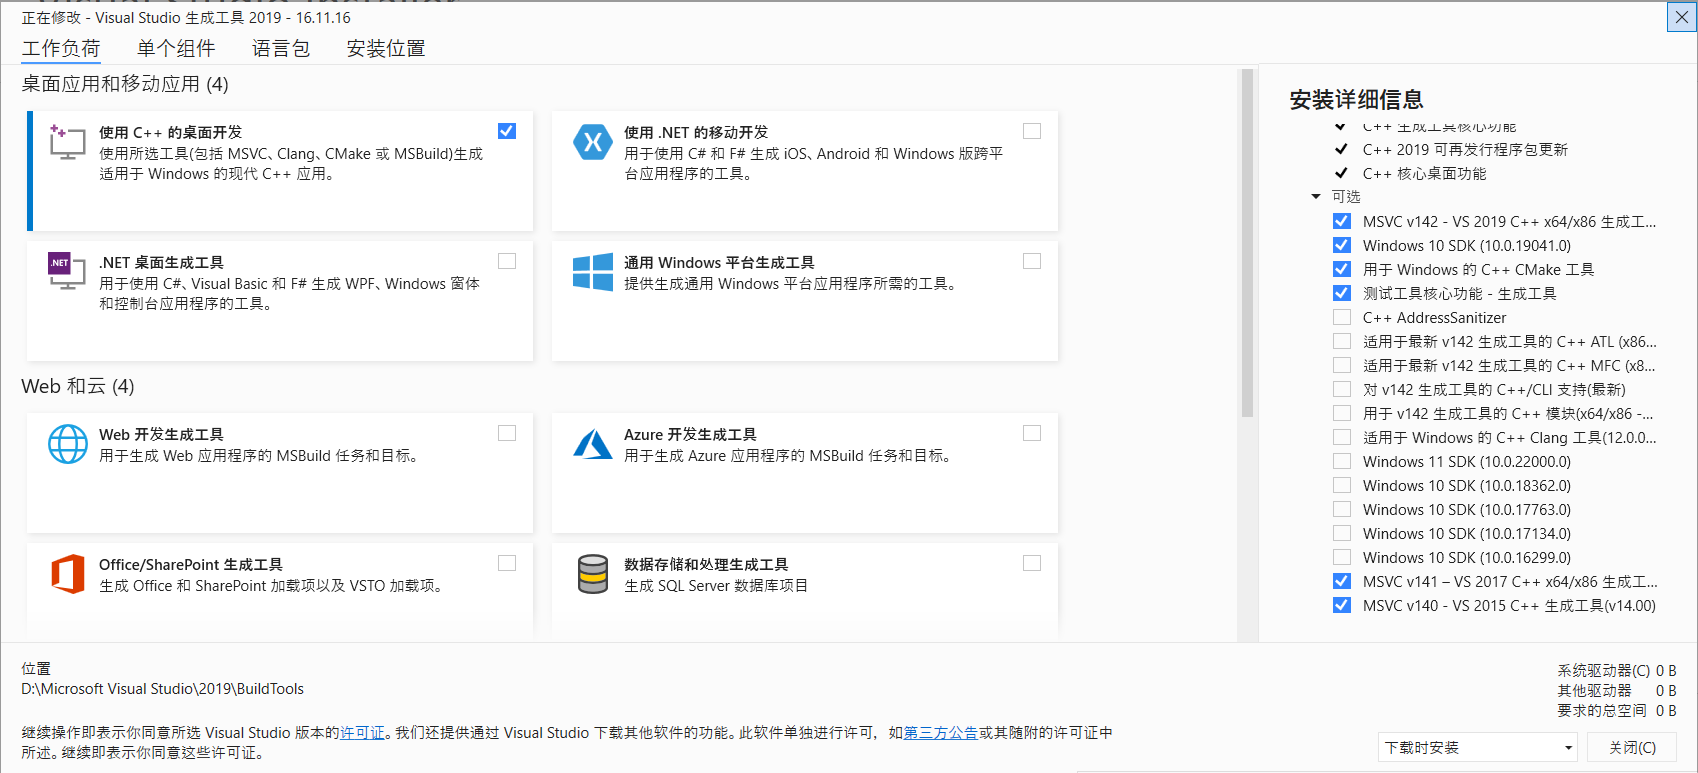 正在修改 - Visual Studio 生成工具 2019 - 16.11.16
工作负荷 单个组件 语言包 安装位置
桌面应用和移动应用 (4)
使用 C++ 的桌面开发
使用所选工具(包括 MSVC、Clang、CMake 或 MSBuild)生成
适用于 Windows 的现代 C++ 应用。
使用 .NET 的移动开发
用于使用 C# 和 F# 生成 iOS、Android 和 Windows 版跨平
台应用程序的工具。
.NET
.NET 桌面生成工具
用于使用 C#、Visual Basic 和 F# 生成 WPF、Windows 窗体
和控制台应用程序的工具。
通用 Windows 平台生成工具
提供生成通用 Windows 平台应用程序所需的工具。
Web 和云 (4)
Web 开发生成工具
用于生成 Web 应用程序的 MSBuild 任务和目标。
Azure 开发生成工具
用于生成 Azure 应用程序的 MSBuild 任务和目标。
Office/SharePoint 生成工具
生成 Office 和 SharePoint 加载项以及 VSTO 加载项。
数据存储和处理生成工具
生成 SQL Server 数据库项目
安装详细信息
C++ 生成工具核心功能
C++ 2019 可再发行程序包更新
C++ 核心桌面功能
可选
MSVC v142 - VS 2019 C++ x64/x86 生成工...
Windows 10 SDK (10.0.19041.0)
用于 Windows 的 C++ CMake 工具
测试工具核心功能 - 生成工具
C++ AddressSanitizer
适用于最新 v142 生成工具的 C++ ATL (x86...
适用于最新 v142 生成工具的 C++ MFC (x8...
对 v142 生成工具的 C++/CLI 支持(最新)
用于 v142 生成工具的 C++ 模块(x64/x86 -...
适用于 Windows 的 C++ Clang 工具(12.0.0...
Windows 11 SDK (10.0.22000.0)
Windows 10 SDK (10.0.18362.0)
Windows 10 SDK (10.0.17763.0)
Windows 10 SDK (10.0.17134.0)
Windows 10 SDK (10.0.16299.0)
MSVC v141 – VS 2017 C++ x64/x86 生成工...
MSVC v140 - VS 2015 C++ 生成工具(v14.00)
位置
D:\Microsoft Visual Studio\2019\BuildTools
继续操作即表示你同意所选 Visual Studio 版本的许可证。我们还提供通过 Visual Studio 下载其他软件的功能。此软件单独进行许可，如第三方公告或其随附的许可证中
所述。继续即表示你同意这些许可证。
系统驱动器(C) 0 B
其他驱动器 0 B
要求的总空间 0 B
下载时安装
关闭(C)